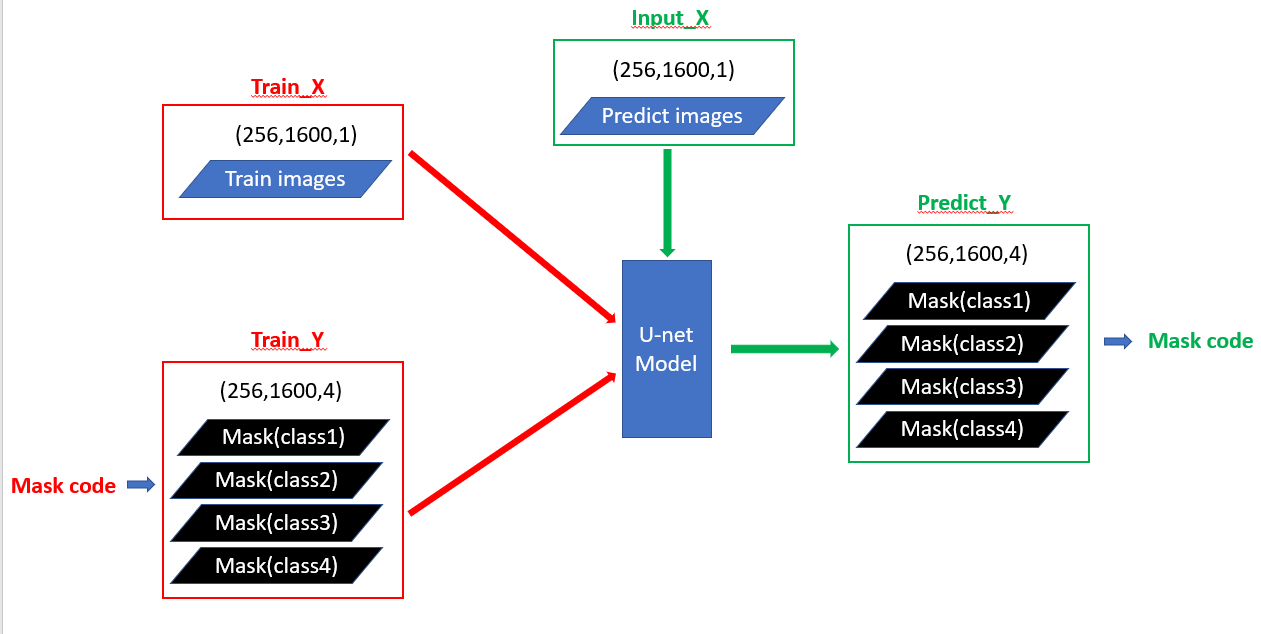 Input_X
(256,1600,1)
Predict images
Train_X
(256,1600,1)
Train images
Predict_Y
(256,1600,4)
Mask(class1)
Mask(class2)
Mask(class3)
Mask(class4)
Mask code
U-net
Model
Train_Y
(256,1600,4)
Mask(class1)
Mask(class2)
Mask(class3)
Mask(class4)
Mask code